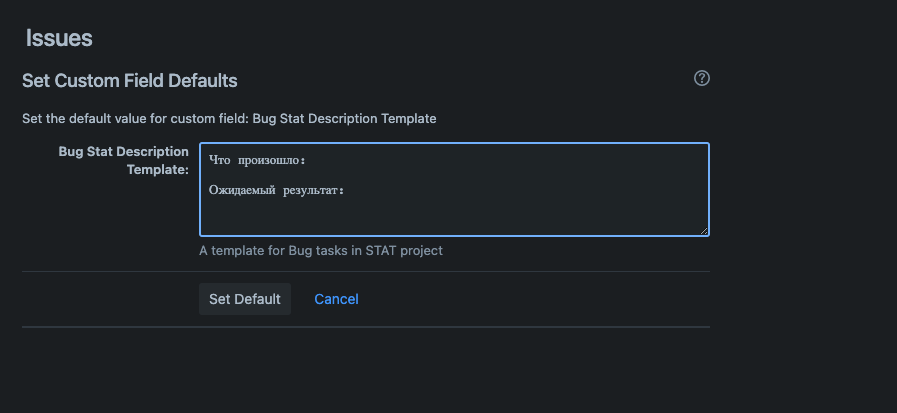 Issues
Set Custom Field Defaults
Set the default value for custom field: Bug Stat Description Template
Bug Stat Description
Template:
Что произошло:
Ожидаемый результат:
A template for Bug tasks in STAT project
Set Default Cancel